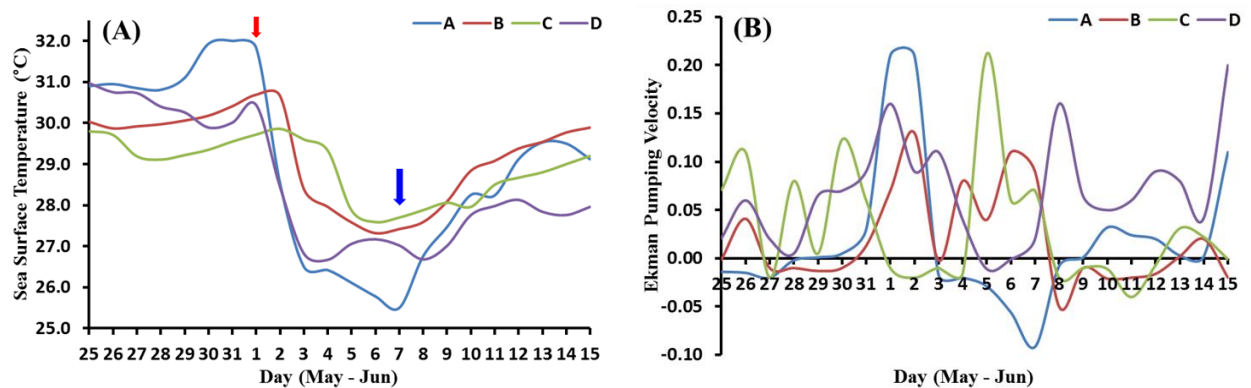 (A)
A B C D
Sea Surface Temperature (°C)
32.0
31.0
30.0
29.0
28.0
27.0
26.0
25.0
25 26 27 28 29 30 31 1 2 3 4 5 6 7 8 9 10 11 12 13 14 15
Day (May - Jun)
(B)
A B C D
Ekman Pumping Velocity
0.25
0.20
0.15
0.10
0.05
0.00
-0.05
-0.10
25 26 27 28 29 30 31 1 2 3 4 5 6 7 8 9 10 11 12 13 14 15
Day (May - Jun)